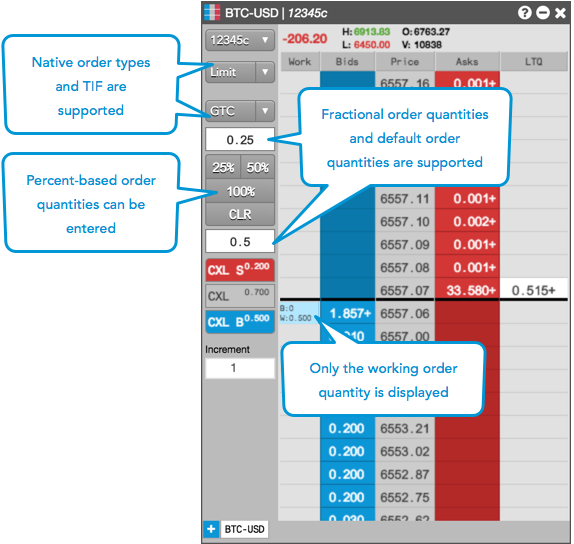 BTC-USD | 12345c
12345c
-206.20
H: 6913.83 O: 6763.27
L: 6450.00 V: 10838
Work Bids Price Asks LTQ
Native order types
and TIF are
supported
Limit
GTC
6557.16 0.001+
Fractional order quantities
and default order
quantities are supported
0.25
25% 50%
100%
CLR
Percent-based order
quantities can be
entered
0.5
6557.11 0.001+
6557.10 0.002+
6557.09 0.001+
6557.08 0.001+
6557.07 33.580+ 0.515+
CXL S 0.200
CXL 0.700
CXL B 0.500
B:0
W:0.500
1.857+ 6557.06
6557.00
Increment
1
Only the working order
quantity is displayed
0.200 6553.21
0.200 6553.02
0.200 6552.87
0.200 6552.75
0.030 6552.62
+ BTC-USD